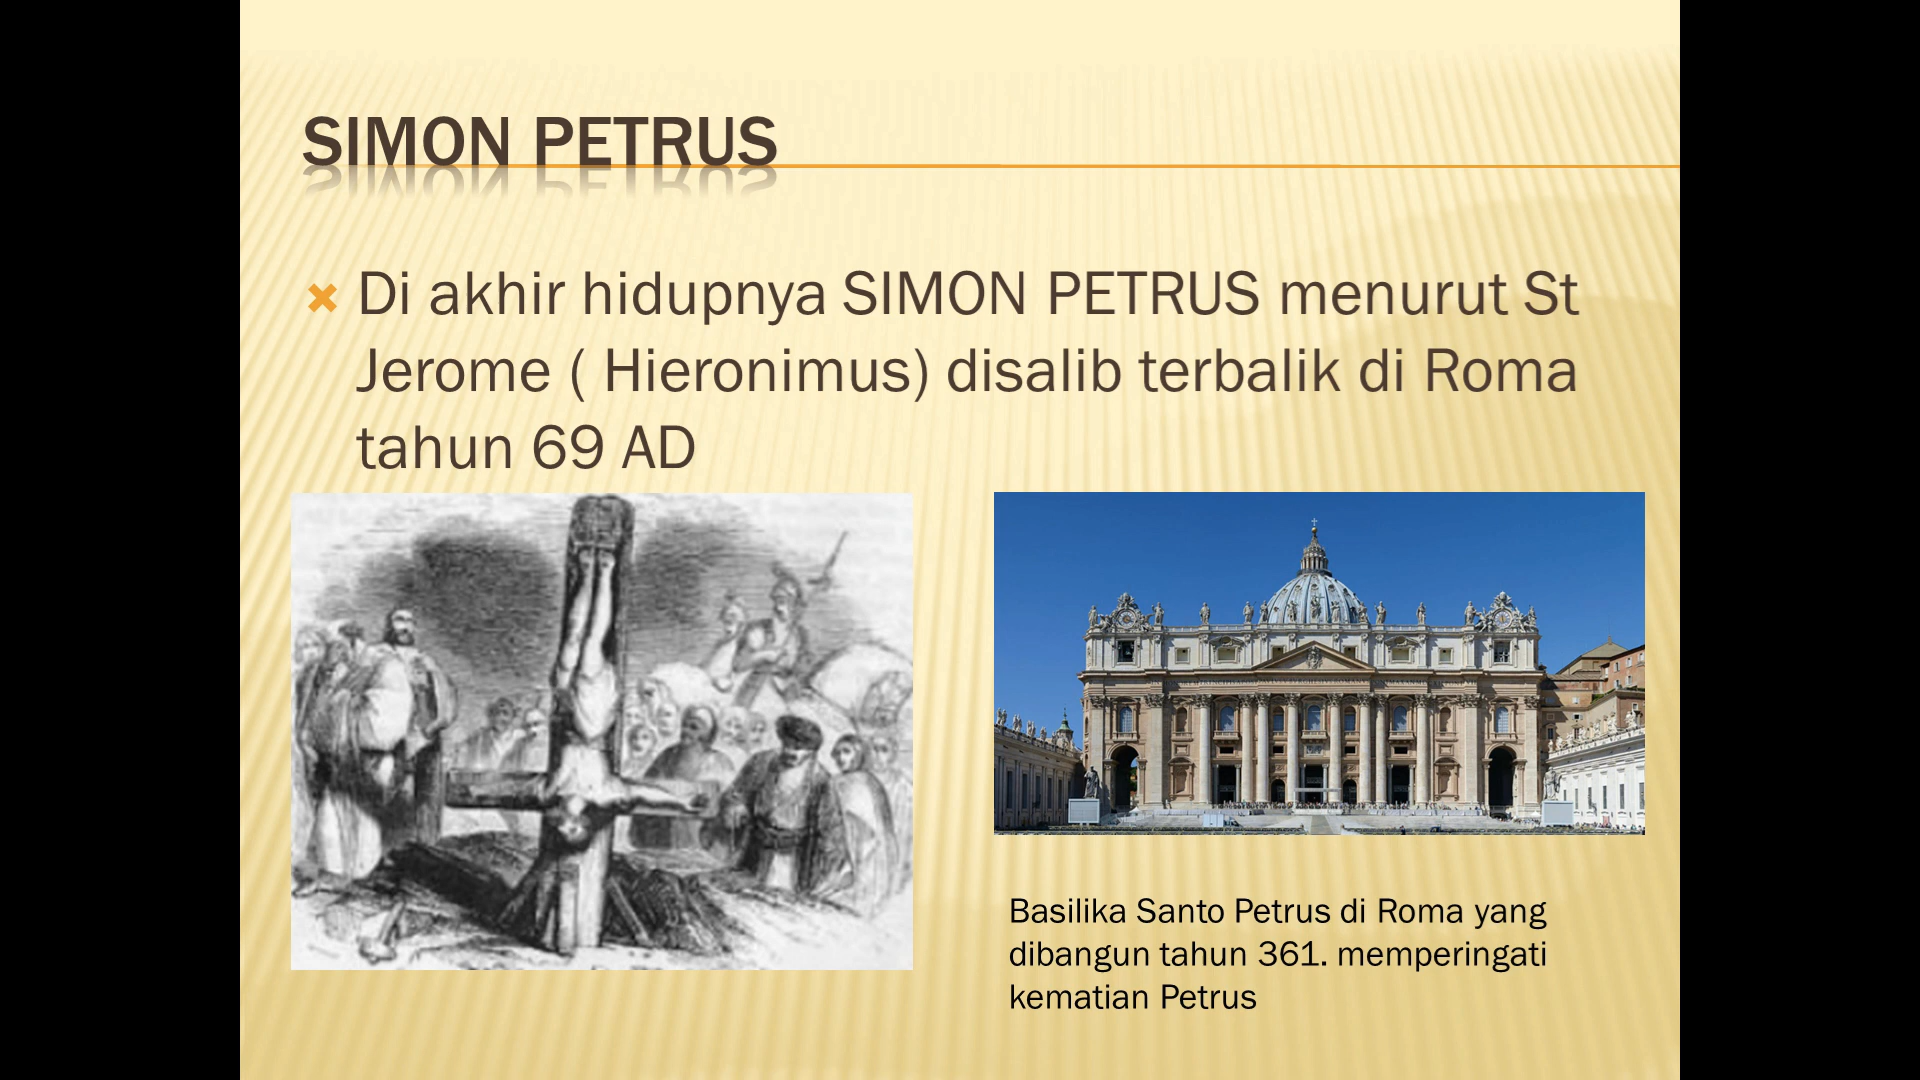 SIMON PETRUS
Di akhir hidupnya SIMON PETRUS menurut St
Jerome ( Hieronimus) disalib terbalik di Roma
tahun 69 AD
Basilika Santo Petrus di Roma yang
dibangun tahun 361. memperingati
kematian Petrus